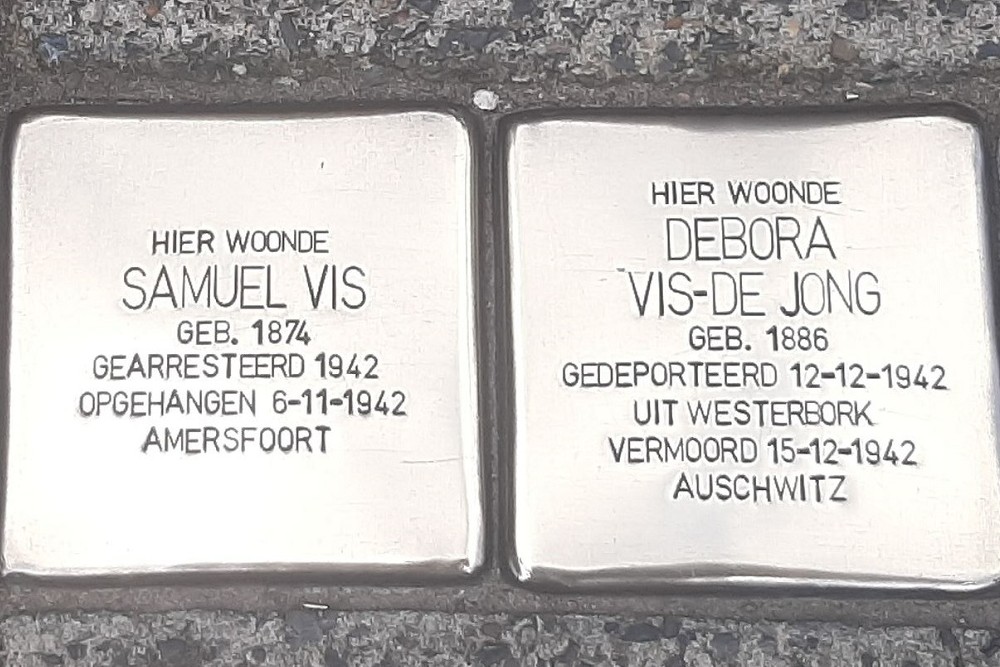 HIER WOONDE
SAMUEL VIS
GEB. 1874
GEARRESTEERD 1942
OPGEHANGEN 6-11-1942
AMERSFOORT
HIER WOONDE
DEBORA
VIS-DE JONG
GEB. 1886
GEDEPORTEERD 12-12-1942
UIT WESTERBORK
VERMOORD 15-12-1942
AUSCHWITZ